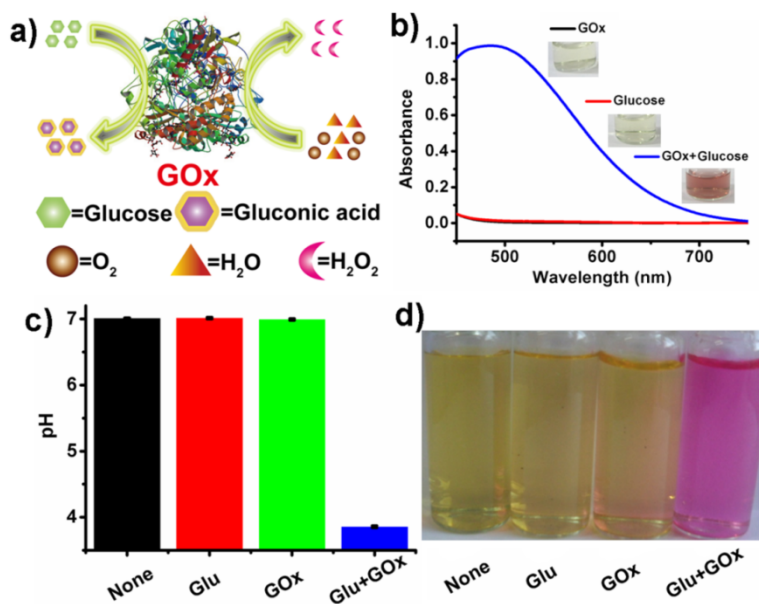 a)
GOx
=Glucose =Gluconic acid
=O₂ =H₂O =H₂O₂
b)
GOx
Glucose
GOx+Glucose
Absorbance
1.0
0.8
0.6
0.4
0.2
0.0
500 600 700
Wavelength (nm)
c)
pH
7
6
5
4
None Glu GOx Glu+GOx
d)
None Glu GOx Glu+GOx